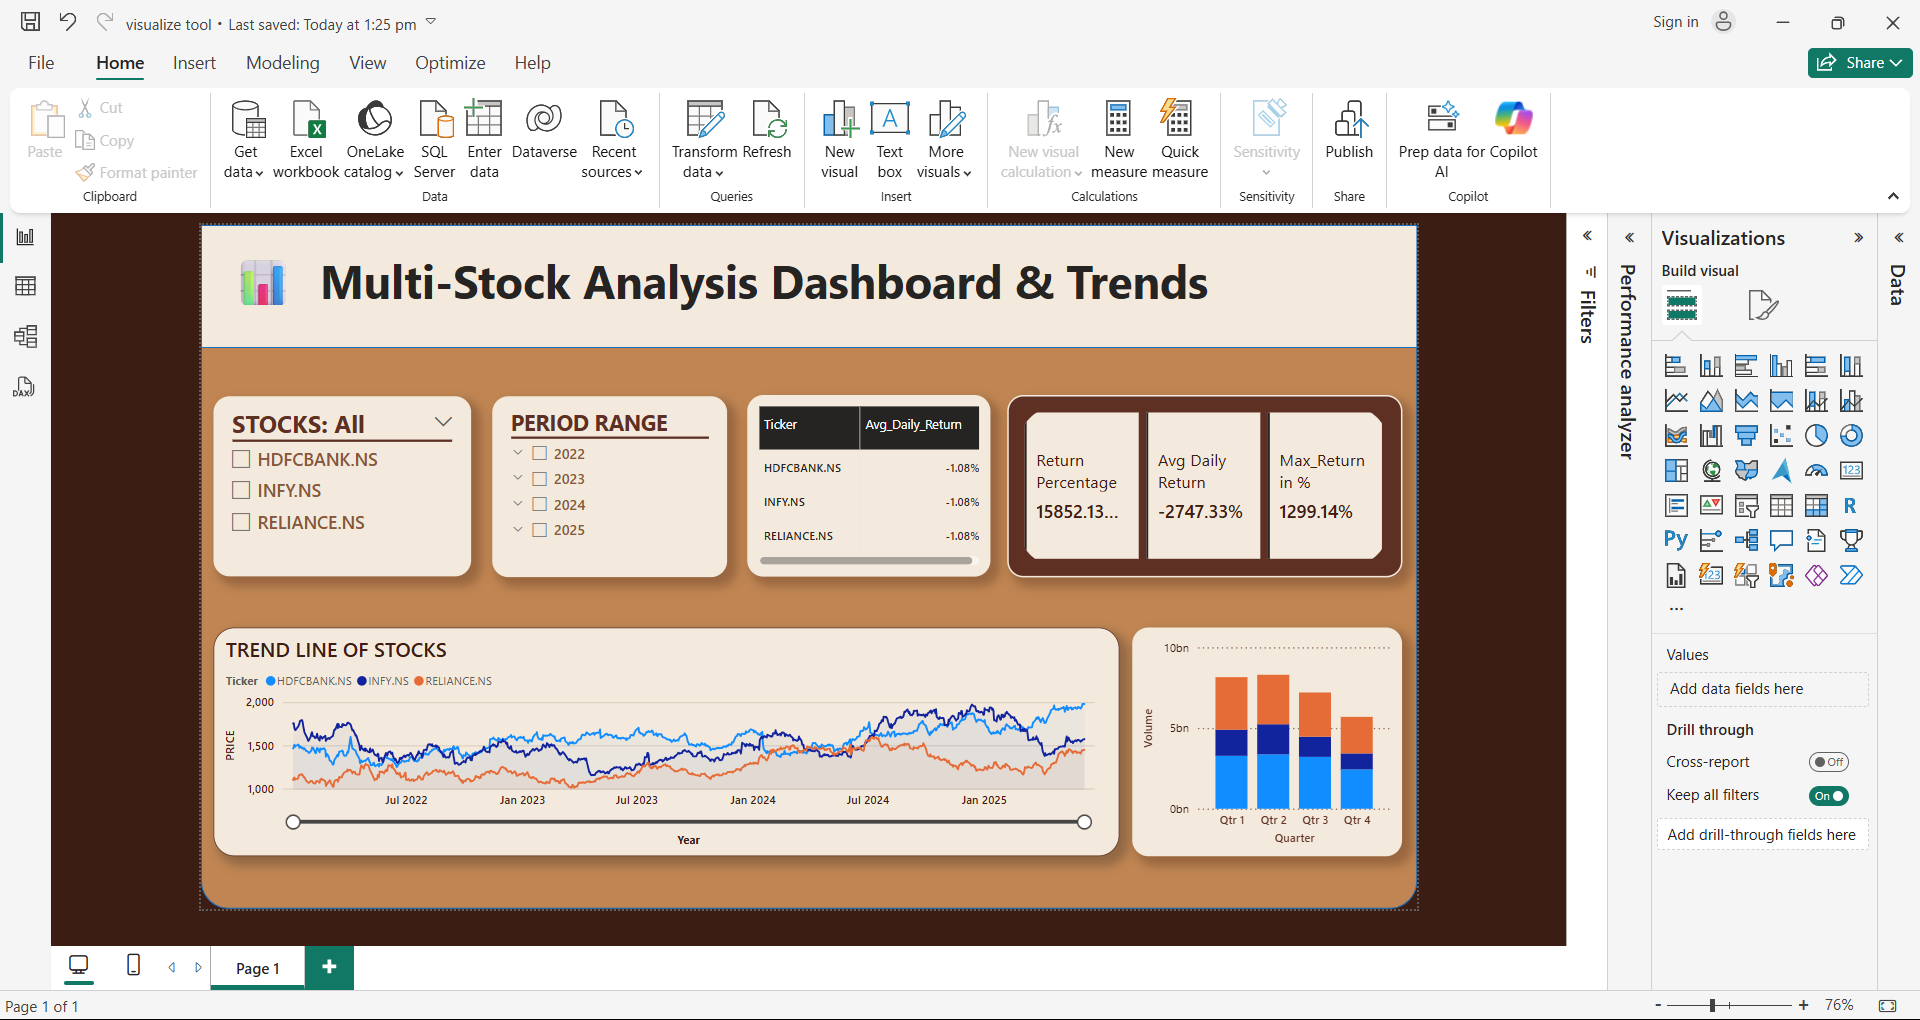 visualize tool • Last saved: Today at 1:25 pm
Sign in
File
Home
Insert
Modeling
View
Optimize
Help
Share
Paste
Cut
Copy
Format painter
Clipboard
Get data
Excel workbook
OneLake catalog
SQL Server
Enter data
Dataverse
Recent sources
Data
Transform data
Refresh
Queries
New visual
Text box
More visuals
Insert
New visual calculation
New measure
Quick measure
Calculations
Sensitivity
Sensitivity
Publish
Share
Prep data for AI
Copilot
Copilot
Multi-Stock Analysis Dashboard & Trends
STOCKS: All
HDFCBANK.NS
INFY.NS
RELIANCE.NS
PERIOD RANGE
2022
2023
2024
2025
Ticker Avg_Daily_Return
HDFCBANK.NS -1.08%
INFY.NS -1.08%
RELIANCE.NS -1.08%
Return Percentage
15852.13...
Avg Daily Return
-2747.33%
Max_Return in %
1299.14%
TREND LINE OF STOCKS
Ticker HDFCBANK.NS INFY.NS RELIANCE.NS
PRICE
2,000
1,500
1,000
Jul 2022 Jan 2023 Jul 2023 Jan 2024 Jul 2024 Jan 2025
Year
Volume
10bn
5bn
0bn
Qtr 1 Qtr 2 Qtr 3 Qtr 4
Quarter
Filters
Performance analyzer
Visualizations
Build visual
123
R
Py
123
...
Values
Add data fields here
Drill through
Cross-report
Off
Keep all filters
On
Add drill-through fields here
Data
DAX
Page 1
+
Page 1 of 1
- + 76%